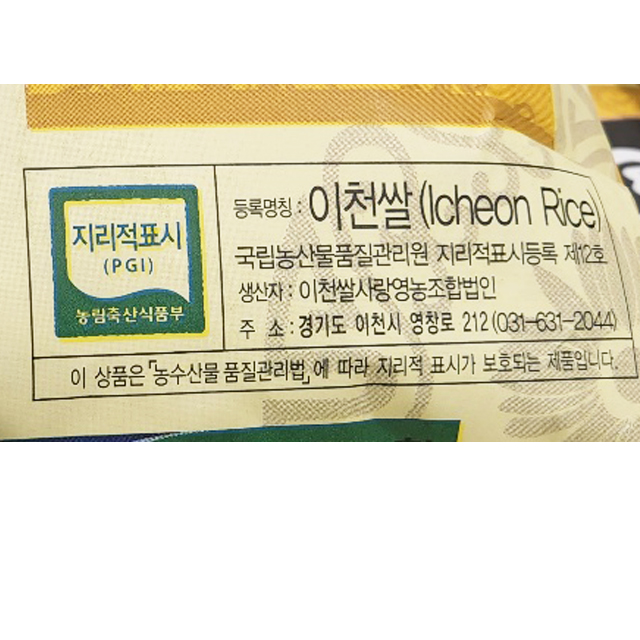 지리적표시
(PGI)
농림축산식품부
등록명칭 : 이천쌀(Icheon Rice)
국립농산물품질관리원 지리적표시등록 제12호
생산자 : 이천쌀사랑영농조합법인
주 소 : 경기도 이천시 영창로 212 (031-631-2044)
이 상품은「농수산물 품질관리법」에 따라 지리적 표시가 보호되는 제품입니다.